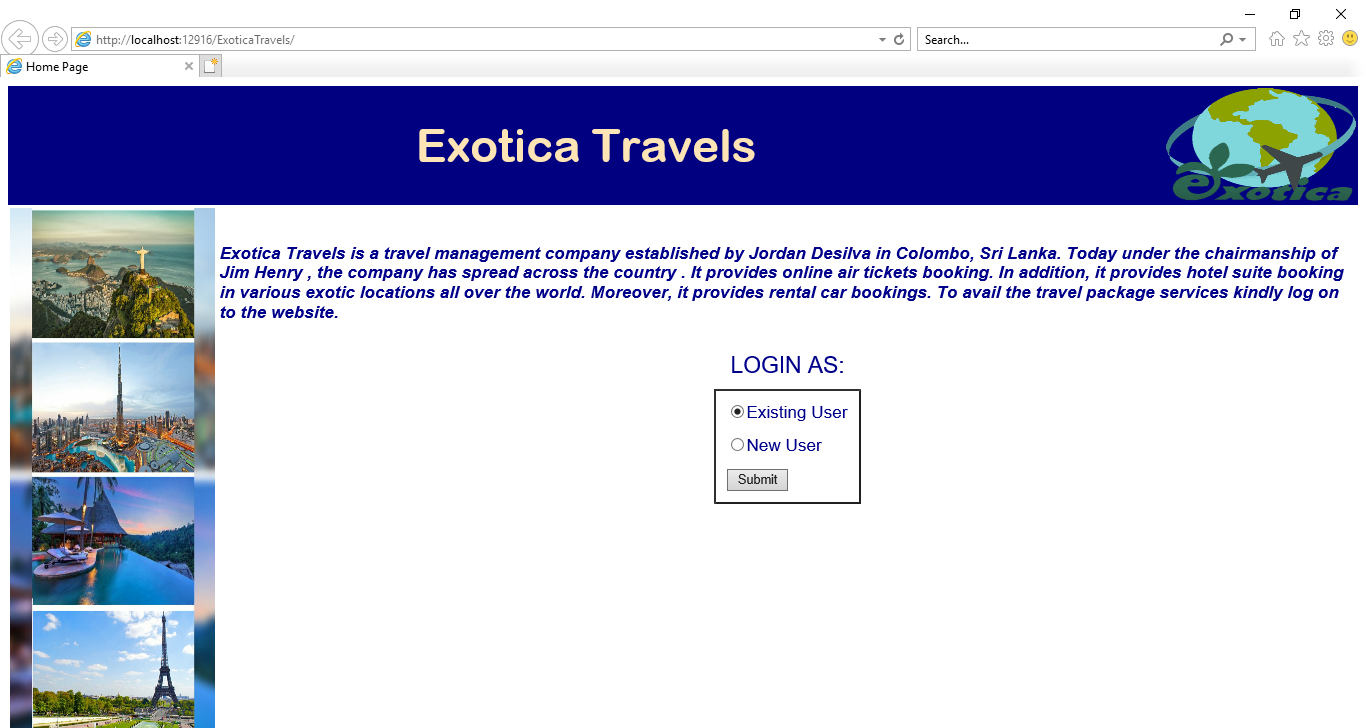 http://localhost:12916/ExoticaTravels/
Search...
Home Page
Exotica Travels
exotica
Exotica Travels is a travel management company established by Jordan Desilva in Colombo, Sri Lanka. Today under the chairmanship of
Jim Henry , the company has spread across the country . It provides online air tickets booking. In addition, it provides hotel suite booking
in various exotic locations all over the world. Moreover, it provides rental car bookings. To avail the travel package services kindly log on
to the website.
LOGIN AS:
Existing User
New User
Submit